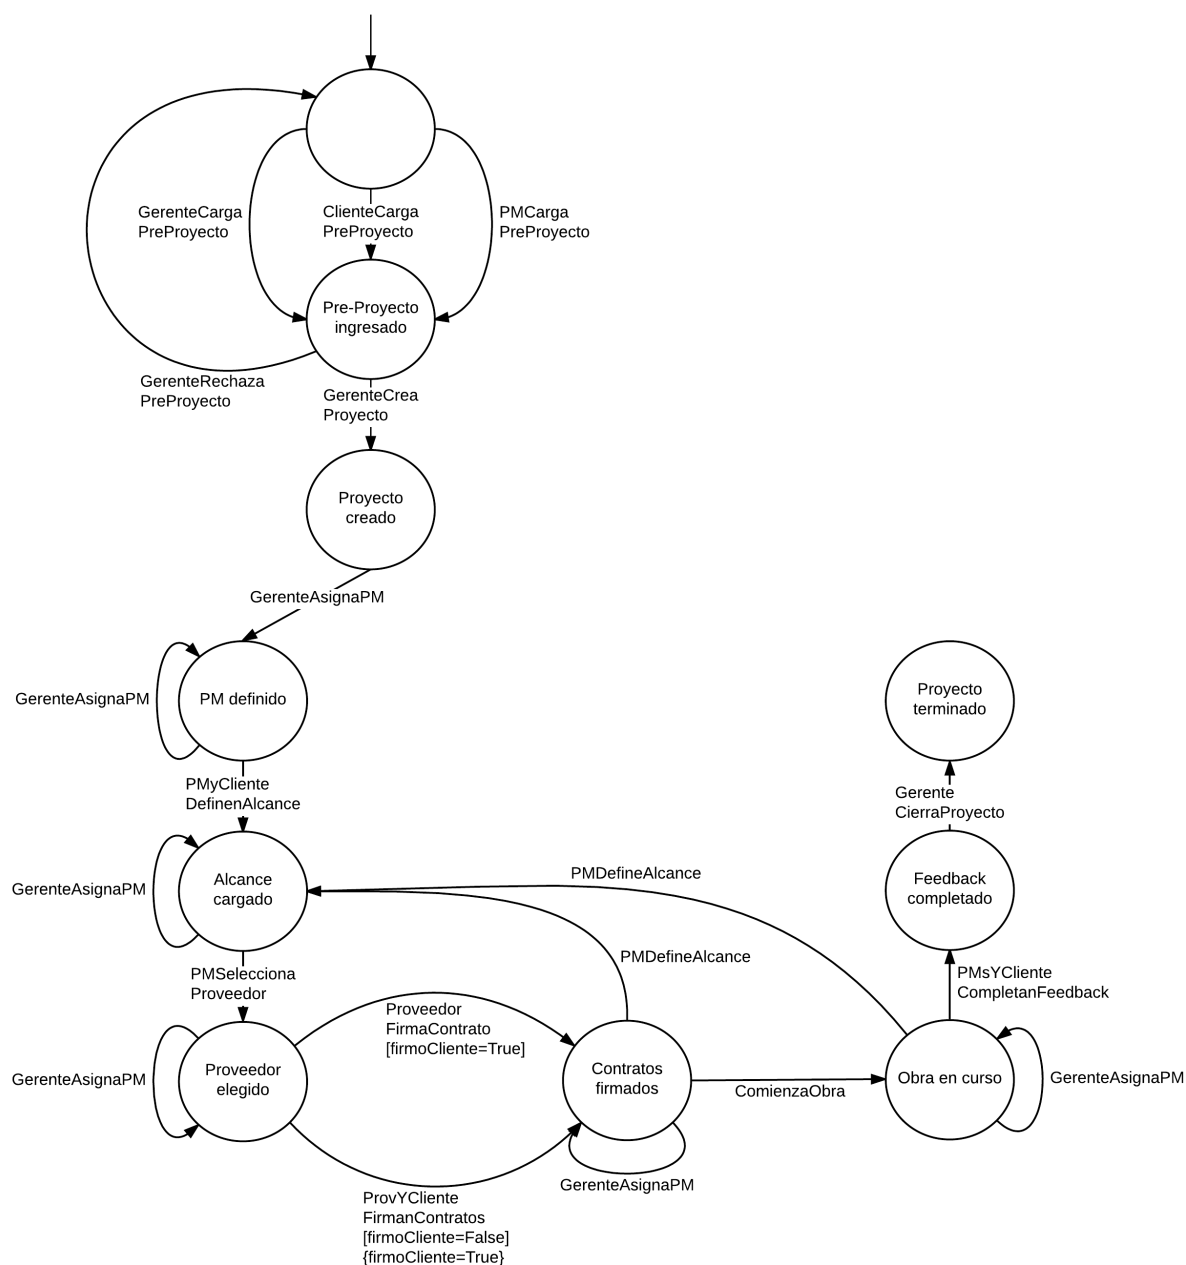 GerenteCarga
PreProyecto
ClienteCarga
PreProyecto
PMCarga
PreProyecto
Pre-Proyecto
ingresado
GerenteRechaza
PreProyecto
GerenteCrea
Proyecto
Proyecto
creado
GerenteAsignaPM
GerenteAsignaPM
PM definido
Proyecto
terminado
PMyCliente
DefinenAlcance
Gerente
CierraProyecto
GerenteAsignaPM
Alcance
cargado
PMDefineAlcance
Feedback
completado
PMDefineAlcance
PMSelecciona
Proveedor
PMsYCliente
CompletanFeedback
Proveedor
FirmaContrato
[firmoCliente=True]
GerenteAsignaPM
Proveedor
elegido
Contratos
firmados
ComienzaObra
Obra en curso
GerenteAsignaPM
GerenteAsignaPM
ProvYCliente
FirmanContratos
[firmoCliente=False]
{firmoCliente=True}